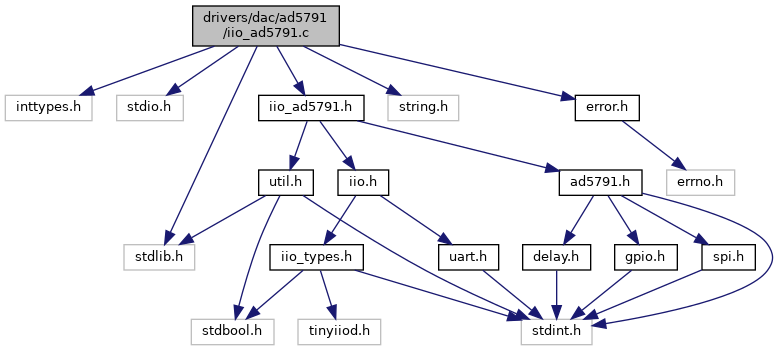 drivers/dac/ad5791
/iio_ad5791.c
inttypes.h
stdio.h
iio_ad5791.h
string.h
error.h
util.h
iio.h
ad5791.h
errno.h
stdlib.h
iio_types.h
uart.h
delay.h
gpio.h
spi.h
stdbool.h
tinyiiod.h
stdint.h